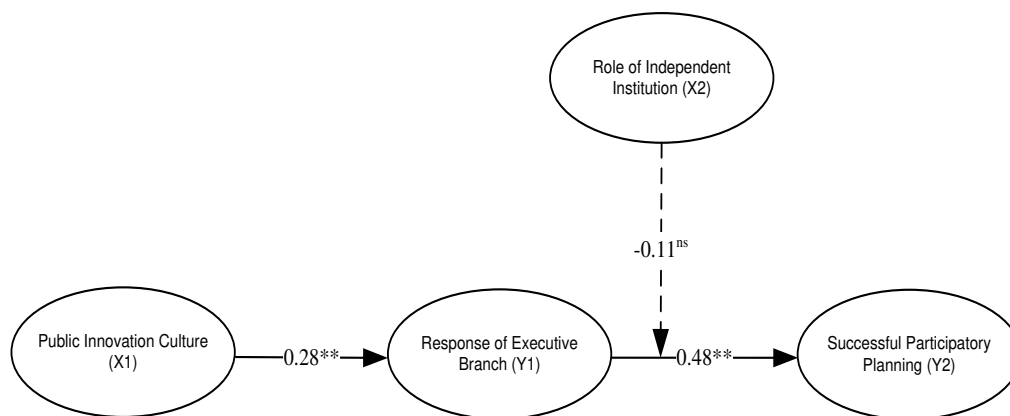 Role of Independent
Institution (X2)
-0.11ns
Public Innovation Culture
(X1)
0.28**
Response of Executive
Branch (Y1)
0.48**
Successful Participatory
Planning (Y2)